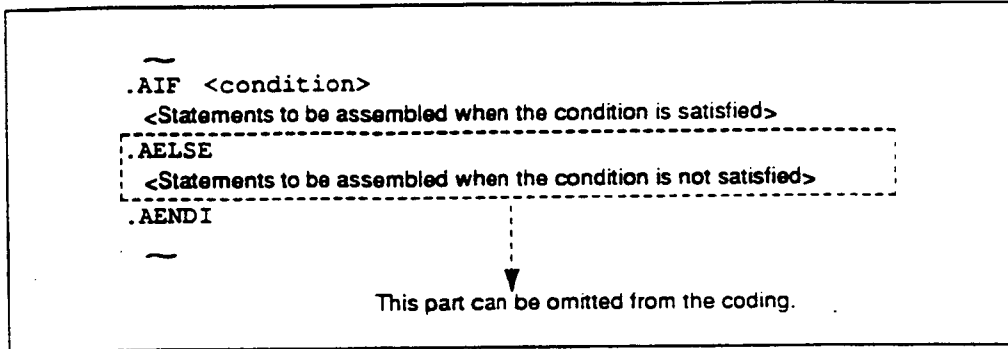 ~
.AIF <condition>
<Statements to be assembled when the condition is satisfied>
.AELSE
<Statements to be assembled when the condition is not satisfied>
.AENDI
~
This part can be omitted from the coding.